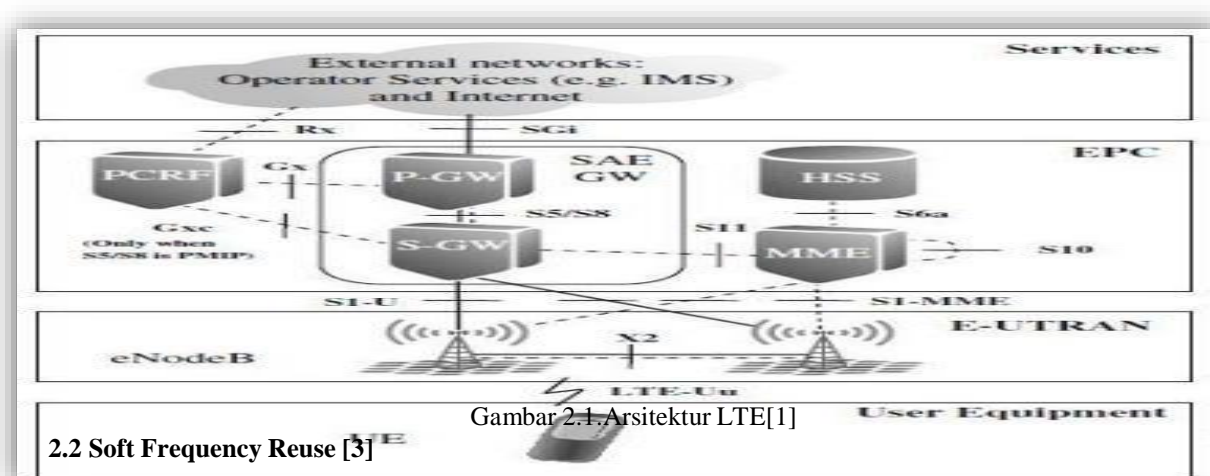 Services
External networks:
Operator Services (e.g. IMS)
and Internet
Rx
SGi
EPC
PCRF
Gx
P-GW
SAE
GW
HSS
S5/S8
S6a
Gxc
(Only when
S5/S8 is PMIP)
S-GW
S11
MME
S10
S1-U
S1-MME
E-UTRAN
X2
eNodeB
LTE-Uu
Gambar 2.1.Arsitektur LTE[1]
User Equipment
UE
2.2 Soft Frequency Reuse [3]